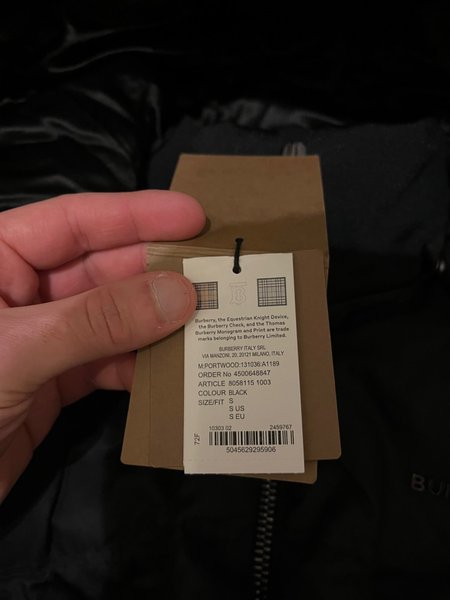 Burberry, the Equestrian Knight Device,
the Burberry Check, and the Thomas
Burberry Monogram and Print are trade
marks belonging to Burberry Limited.
BURBERRY ITALY SRL
VIA MANZONI, 20, 20121 MILANO, ITALY
M:PORTWOOD:131036:A1189
ORDER No 4500648847
ARTICLE 8058115 1003
COLOUR BLACK
SIZE/FIT S
S US
S EU
10303 02 2459767
72F
5045629295906
BU